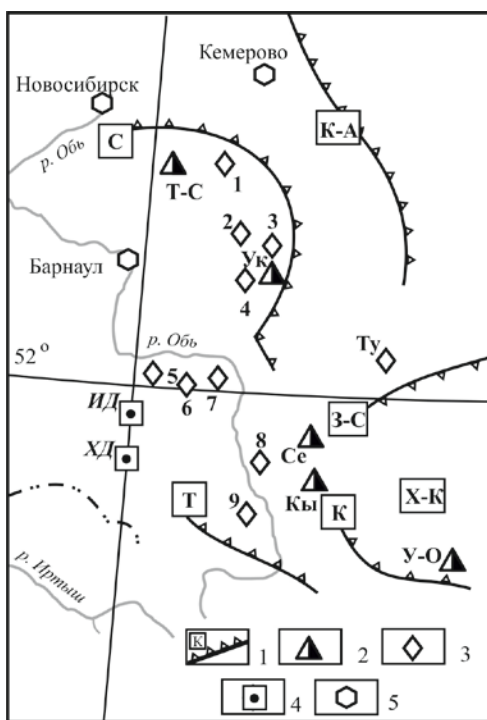 Кемерово
Новосибирск
К-А
р. Обь
С
Т-С
1
2
3
Ук
4
Барнаул
р. Обь
Ту
52°
5
6
7
ИД
З-С
8
Се
ХД
Кы
Х-К
Т
9
К
У-О
р. Иртыш
К 1
2
3
4
5